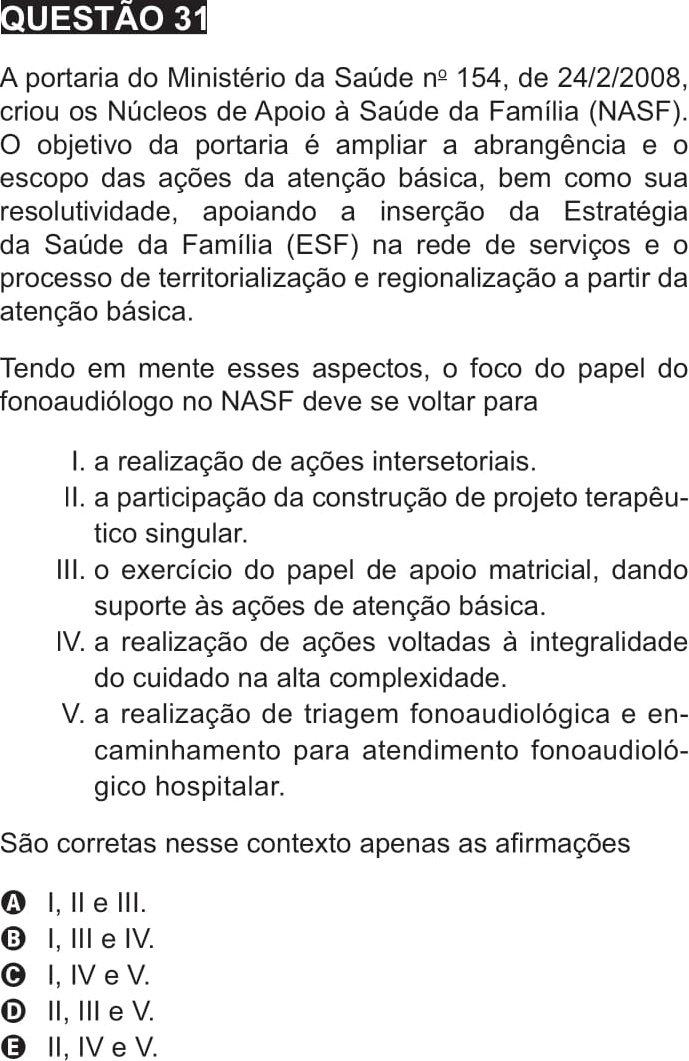 QUESTÃO 31
A portaria do Ministério da Saúde nº 154, de 24/2/2008,
criou os Núcleos de Apoio à Saúde da Família (NASF).
O objetivo da portaria é ampliar a abrangência e o
escopo das ações da atenção básica, bem como sua
resolutividade, apoiando a inserção da Estratégia
da Saúde da Família (ESF) na rede de serviços e o
processo de territorialização e regionalização a partir da
atenção básica.
Tendo em mente esses aspectos, o foco do papel do
fonoaudiólogo no NASF deve se voltar para
I. a realização de ações intersetoriais.
II. a participação da construção de projeto terapêu-
tico singular.
III. o exercício do papel de apoio matricial, dando
suporte às ações de atenção básica.
IV. a realização de ações voltadas à integralidade
do cuidado na alta complexidade.
V. a realização de triagem fonoaudiológica e en-
caminhamento para atendimento fonoaudioló-
gico hospitalar.
São corretas nesse contexto apenas as afirmações
A I, II e III.
B I, III e IV.
C I, IV e V.
D II, III e V.
E II, IV e V.